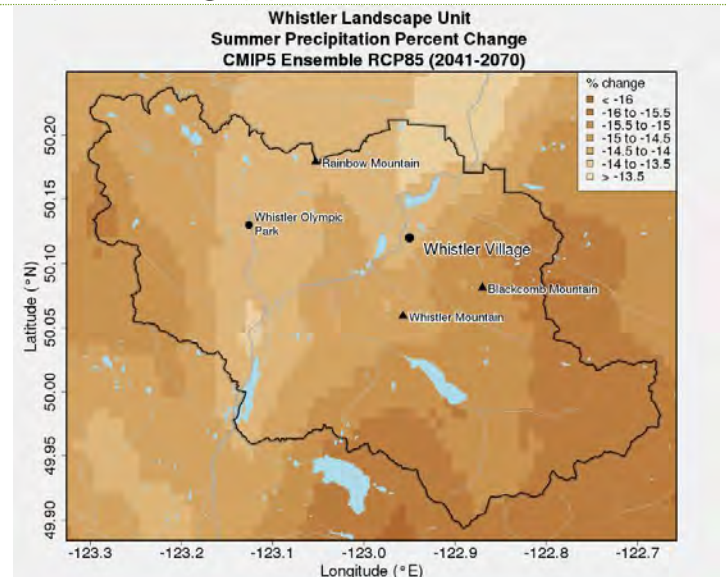 Whistler Landscape Unit
Summer Precipitation Percent Change
CMIP5 Ensemble RCP85 (2041-2070)
% change
< -16
-16 to -15.5
-15.5 to -15
-15 to -14.5
-14.5 to -14
-14 to -13.5
> -13.5
Rainbow Mountain
Whistler Olympic
Park
Whistler Village
Blackcomb Mountain
Whistler Mountain
Latitude (°N)
50.20
50.15
50.10
50.05
50.00
49.95
49.90
-123.3 -123.2 -123.1 -123.0 -122.9 -122.8 -122.7
Longitude (°E)